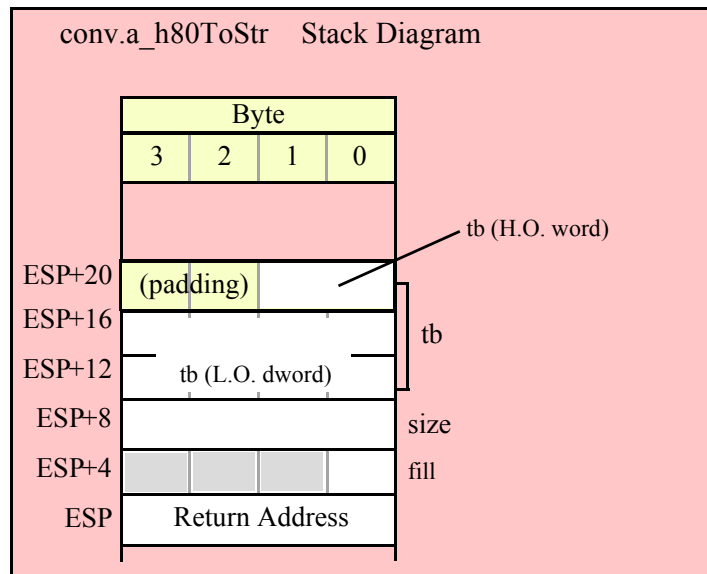 conv.a_h80ToStr Stack Diagram
Byte
3 2 1 0
tb (H.O. word)
ESP+20 (padding)
ESP+16
tb
ESP+12 tb (L.O. dword)
ESP+8 size
ESP+4 fill
ESP Return Address